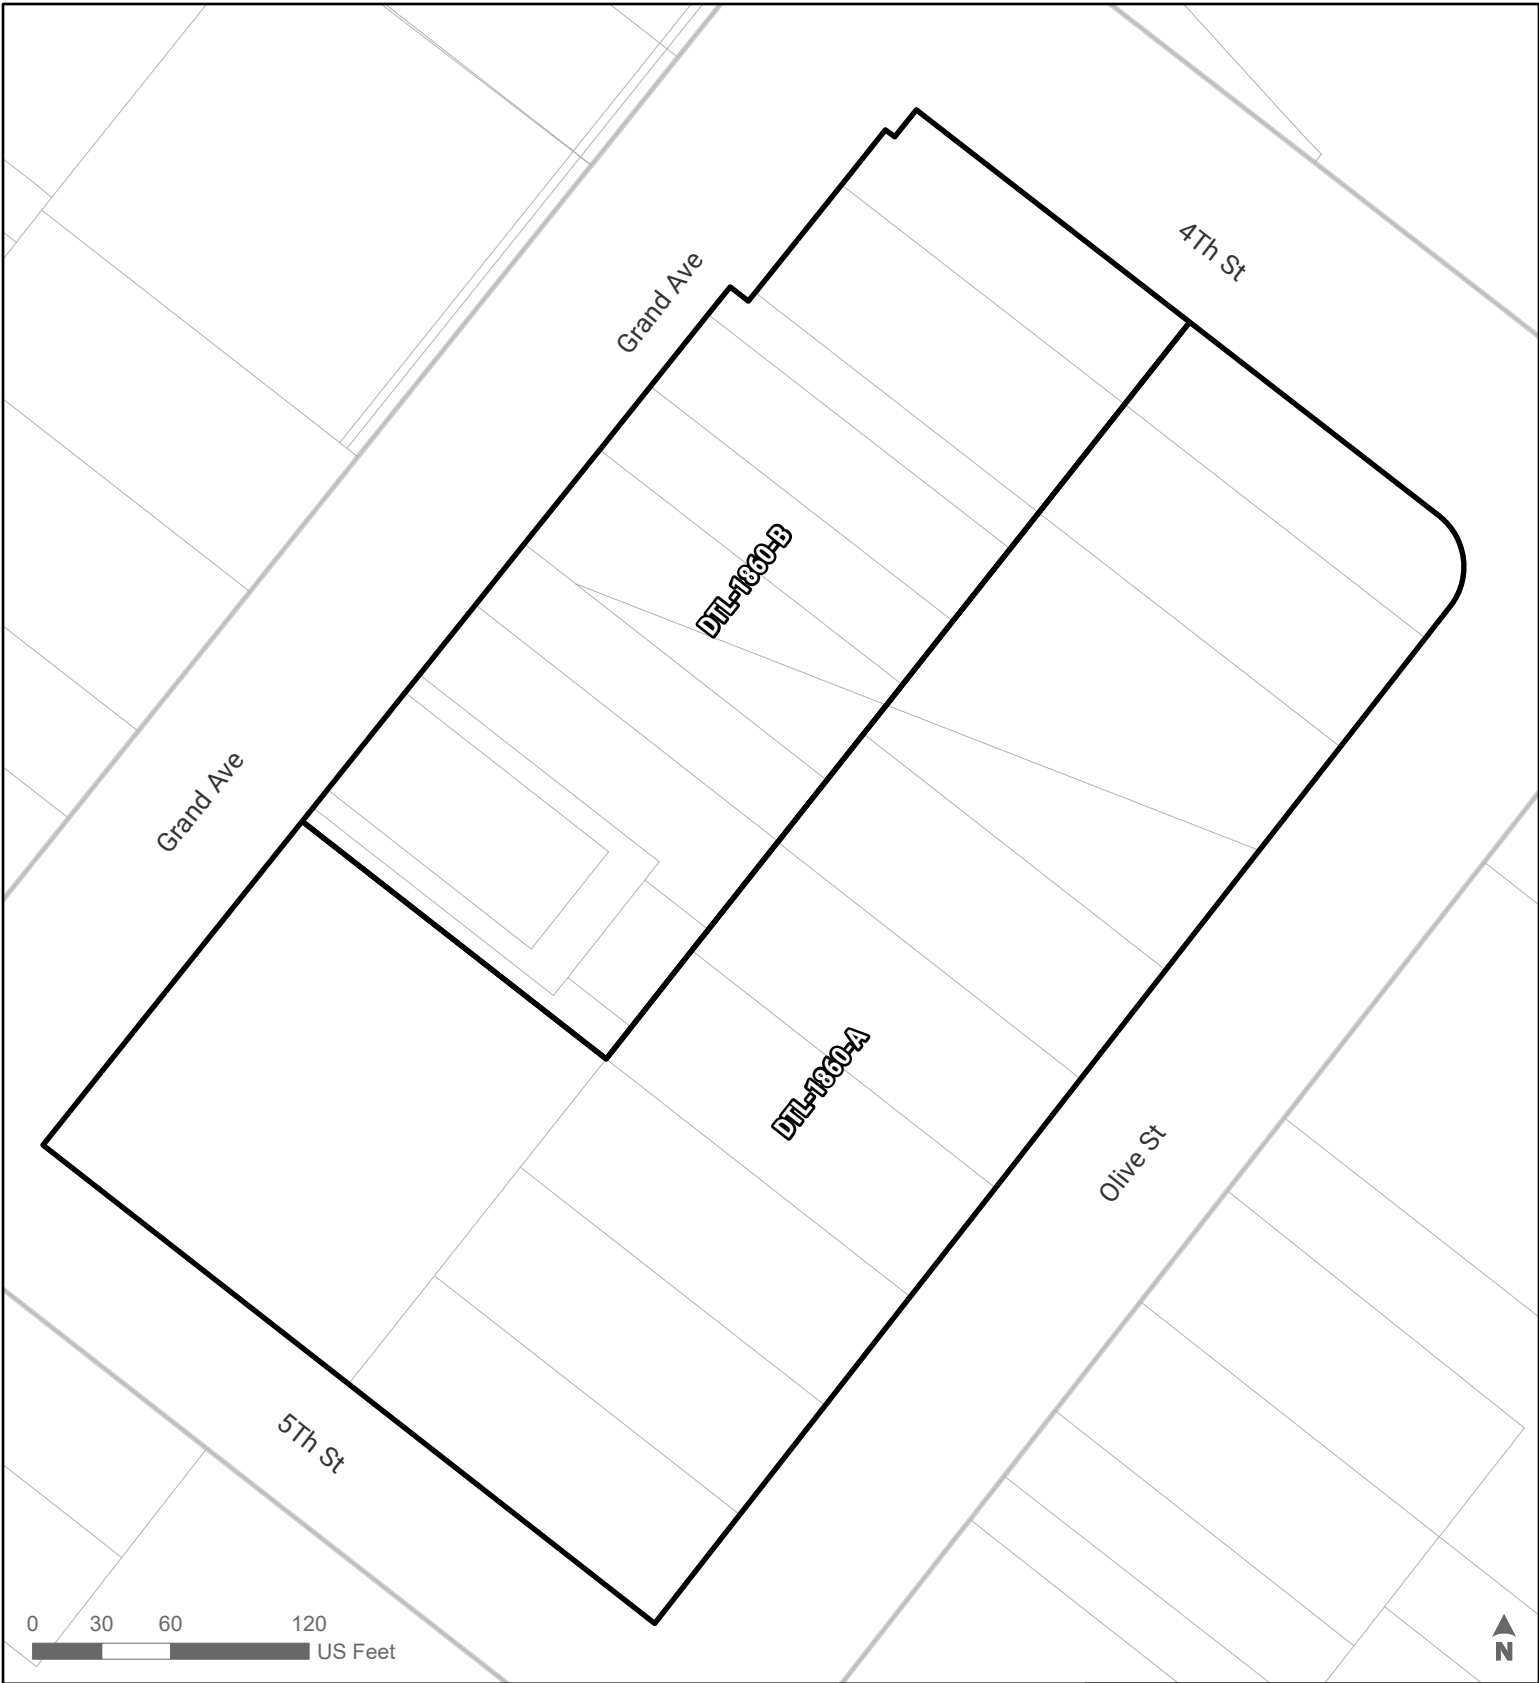 4Th St
Grand Ave
DTL-1860-B
Grand Ave
DTL-1860-A
Olive St
5Th St
0 30 60 120
US Feet
N